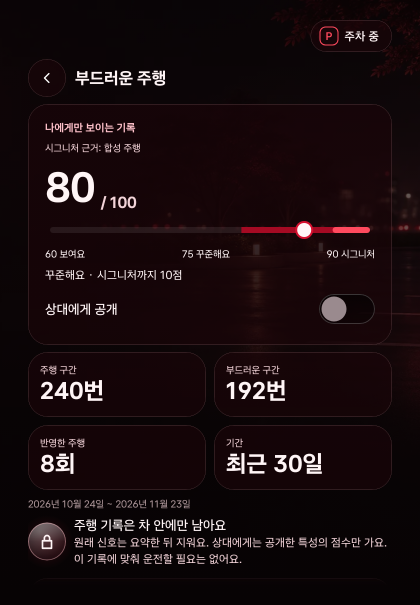 P 주차 중
부드러운 주행
나에게만 보이는 기록
시그니처 근거: 합성 주행
80 / 100
60 보여요 75 꾸준해요 90 시그니처
꾸준해요 · 시그니처까지 10점
상대에게 공개
주행 구간 부드러운 구간
240번 192번
반영한 주행 기간
8회 최근 30일
2026년 10월 24일 ~ 2026년 11월 23일
주행 기록은 차 안에만 남아요
원래 신호는 요약한 뒤 지워요. 상대에게는 공개한 특성의 점수만 가요.
이 기록에 맞춰 운전할 필요는 없어요.